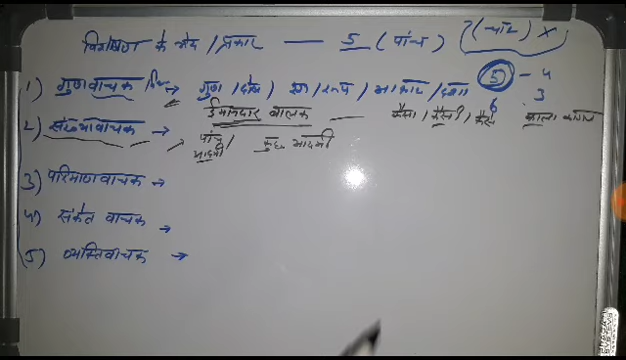 विशेषण के भेद / प्रकार — 5 (पांच) (चार) x
1) गुणवाचक वि॰ → गुण / दोष / रंग / रूप / आकार / दशा 5 - 4
ईमानदार बालक — कैसा / कैसी / कैसे 6 3 काला
2) संख्यावाचक → पांच आदमी / कुछ आदमी
3) परिमाणवाचक →
4) संकेत वाचक →
5) व्यक्तिवाचक →